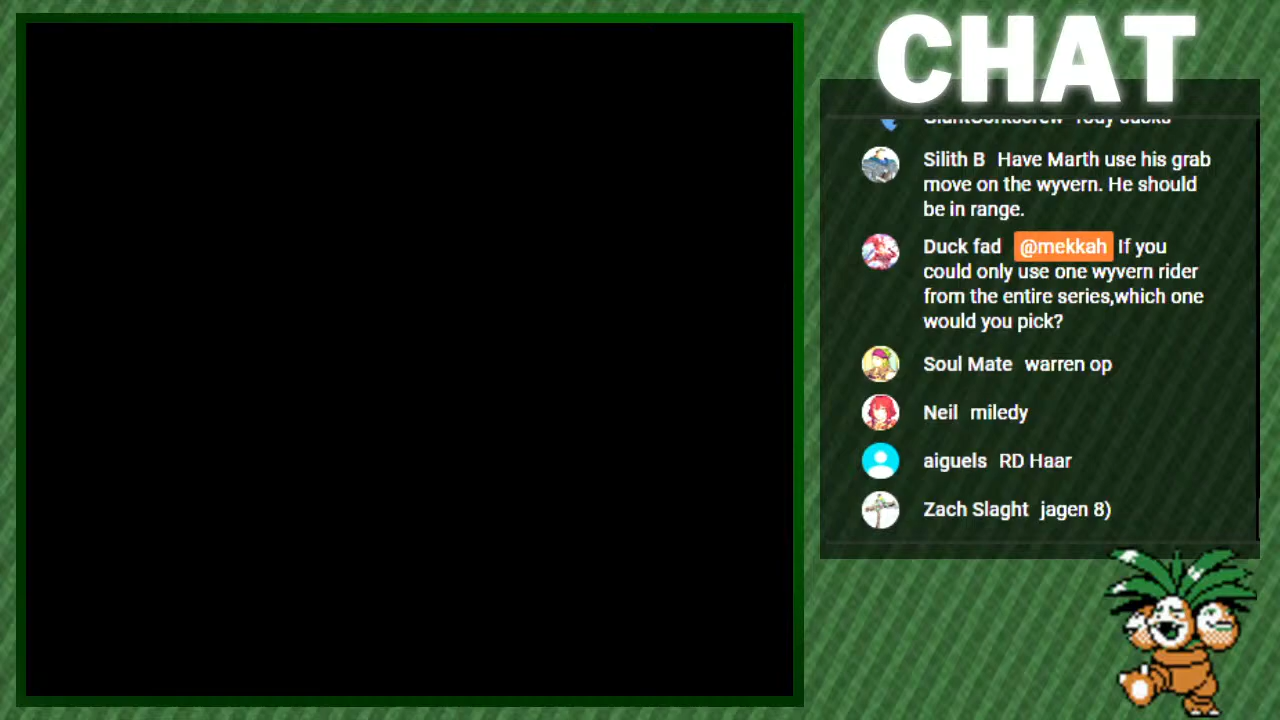 CHAT
Silith B Have Marth use his grab
move on the wyvern. He should
be in range.
Duck fad @mekkah If you
could only use one wyvern rider
from the entire series,which one
would you pick?
Soul Mate warren op
Neil miledy
aiguels RD Haar
Zach Slaght jagen 8)